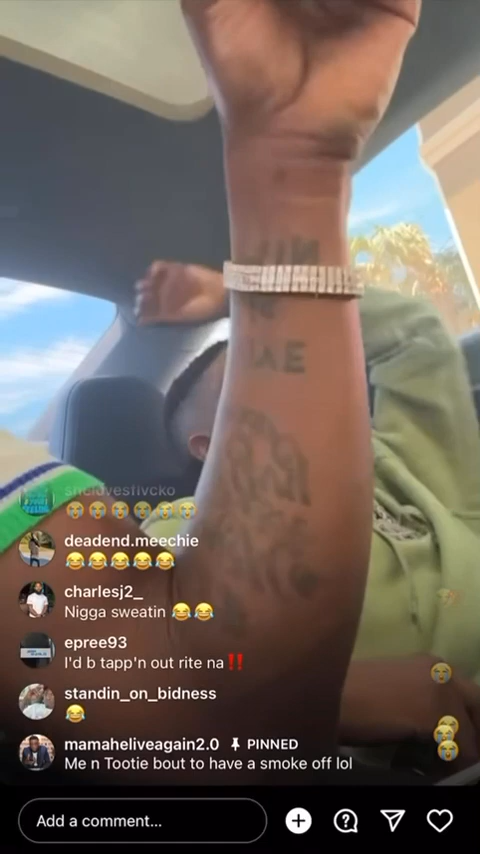 shelovestivcko
😭😭😭😭😭😭
deadend.meechie
😂😂😂😂😂
charlesj2_
Nigga sweatin 😂😂
epree93
I'd b tapp'n out rite na‼️
standin_on_bidness
😂
mamaheliveagain2.0 PINNED
Me n Tootie bout to have a smoke off lol
Add a comment...